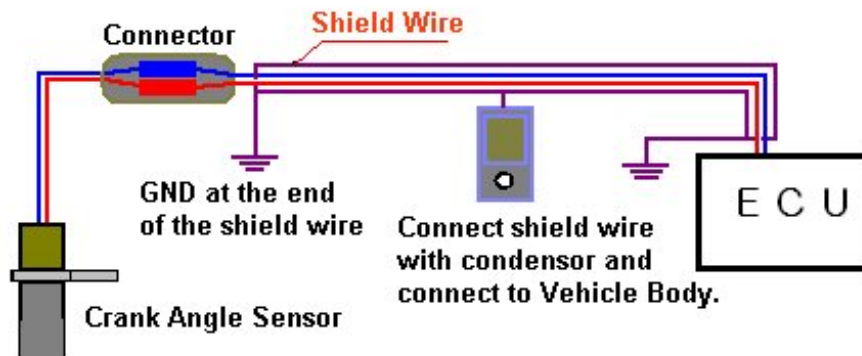 Connector
Shield Wire
GND at the end
of the shield wire
E C U
Connect shield wire
with condensor and
connect to Vehicle Body.
Crank Angle Sensor